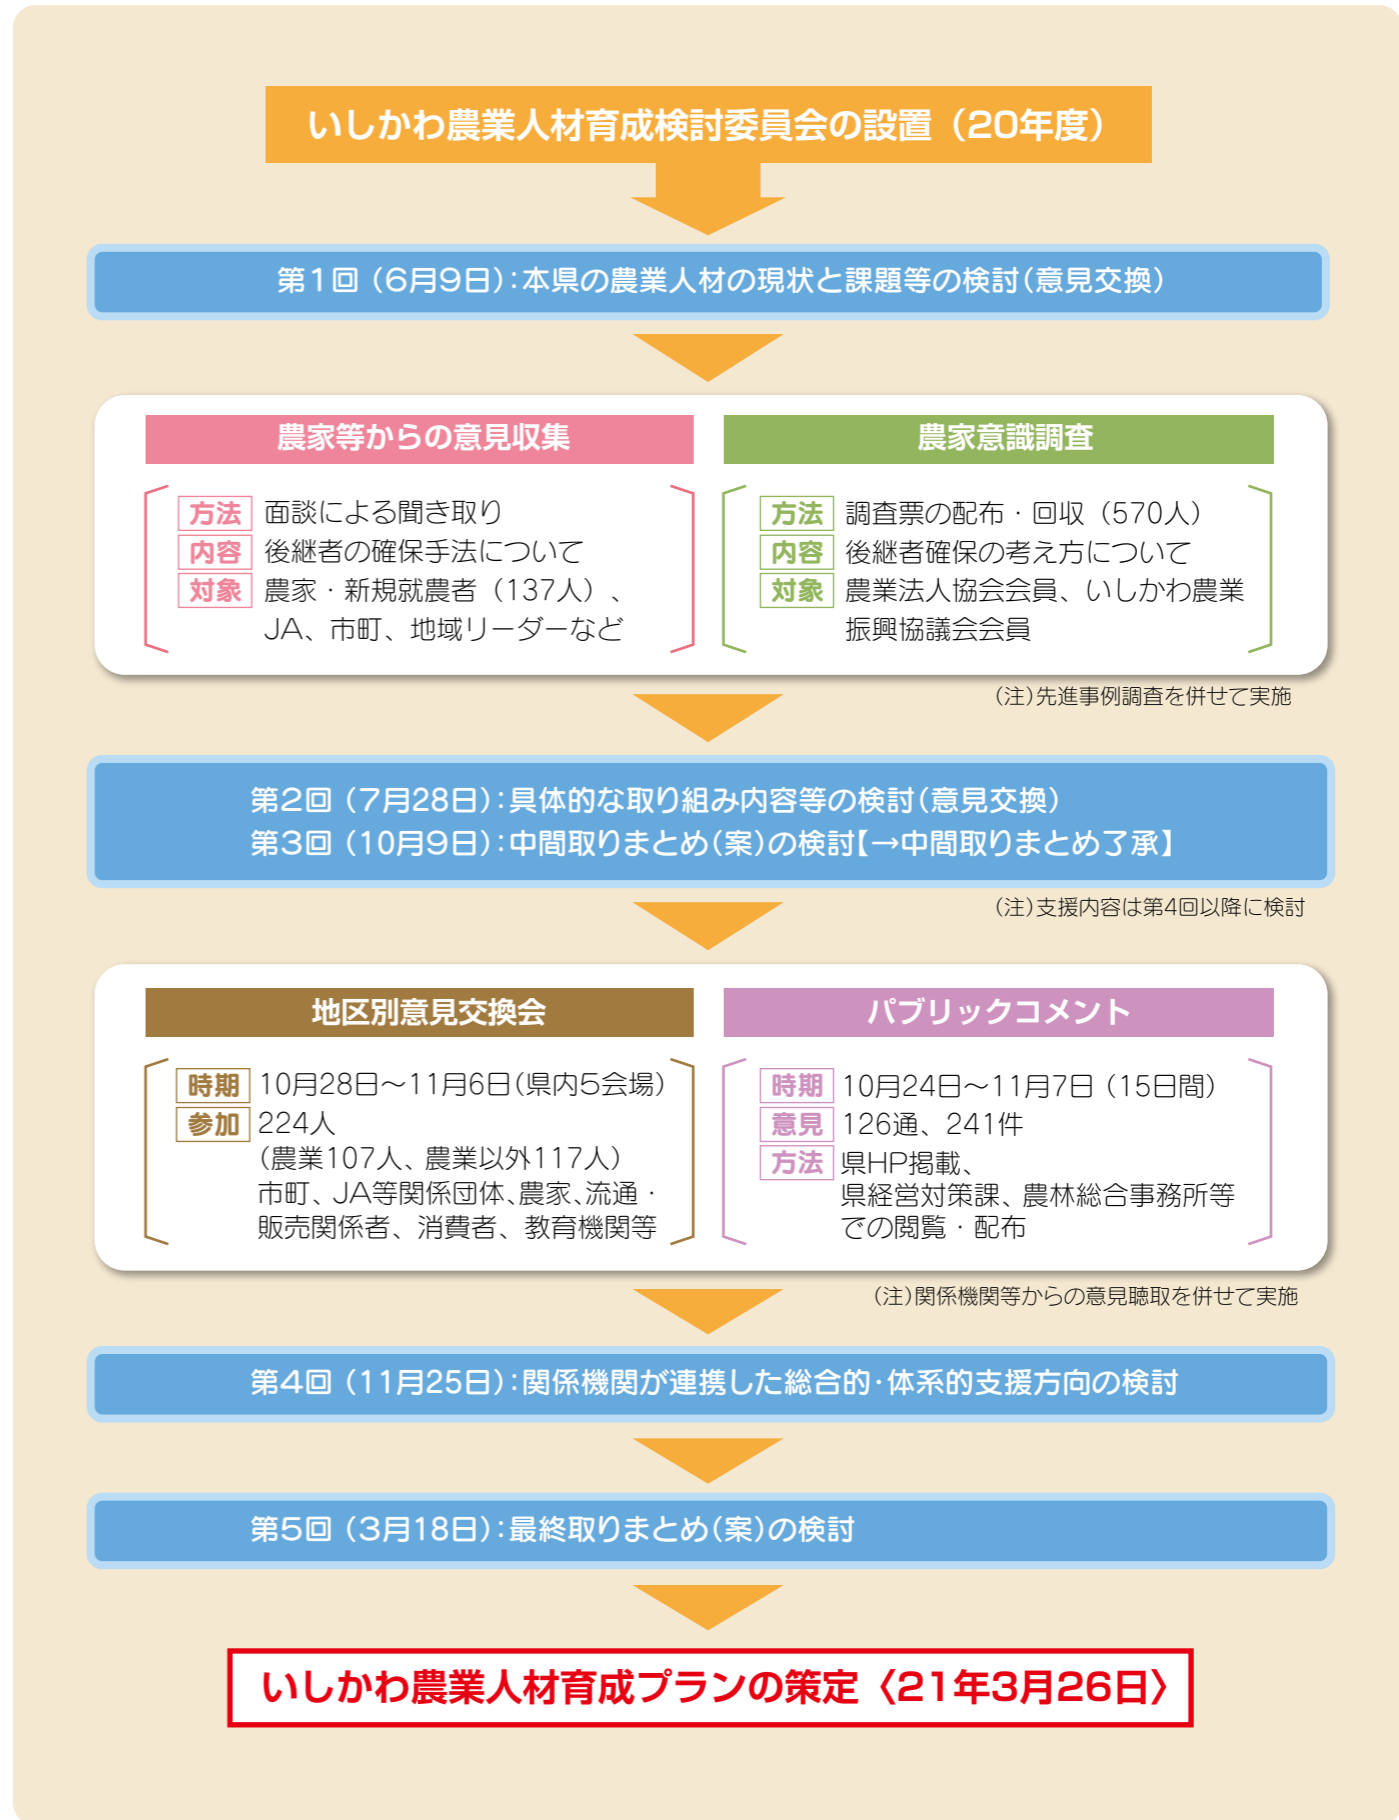 いしかわ農業人材育成検討委員会の設置（20年度）
第1回（6月9日）：本県の農業人材の現状と課題等の検討（意見交換）
農家等からの意見収集
方法 面談による聞き取り
内容 後継者の確保手法について
対象 農家・新規就農者（137人）、
JA、市町、地域リーダーなど
農家意識調査
方法 調査票の配布・回収（570人）
内容 後継者確保の考え方について
対象 農業法人協会会員、いしかわ農業
振興協議会会員
（注）先進事例調査を併せて実施
第2回（7月28日）：具体的な取り組み内容等の検討（意見交換）
第3回（10月9日）：中間取りまとめ（案）の検討【→中間取りまとめ了承】
（注）支援内容は第4回以降に検討
地区別意見交換会
時期 10月28日～11月6日（県内5会場）
参加 224人
（農業107人、農業以外117人）
市町、JA等関係団体、農家、流通・
販売関係者、消費者、教育機関等
パブリックコメント
時期 10月24日～11月7日（15日間）
意見 126通、241件
方法 県HP掲載、
県経営対策課、農林総合事務所等
での閲覧・配布
（注）関係機関等からの意見聴取を併せて実施
第4回（11月25日）：関係機関が連携した総合的・体系的支援方向の検討
第5回（3月18日）：最終取りまとめ（案）の検討
いしかわ農業人材育成プランの策定〈21年3月26日〉